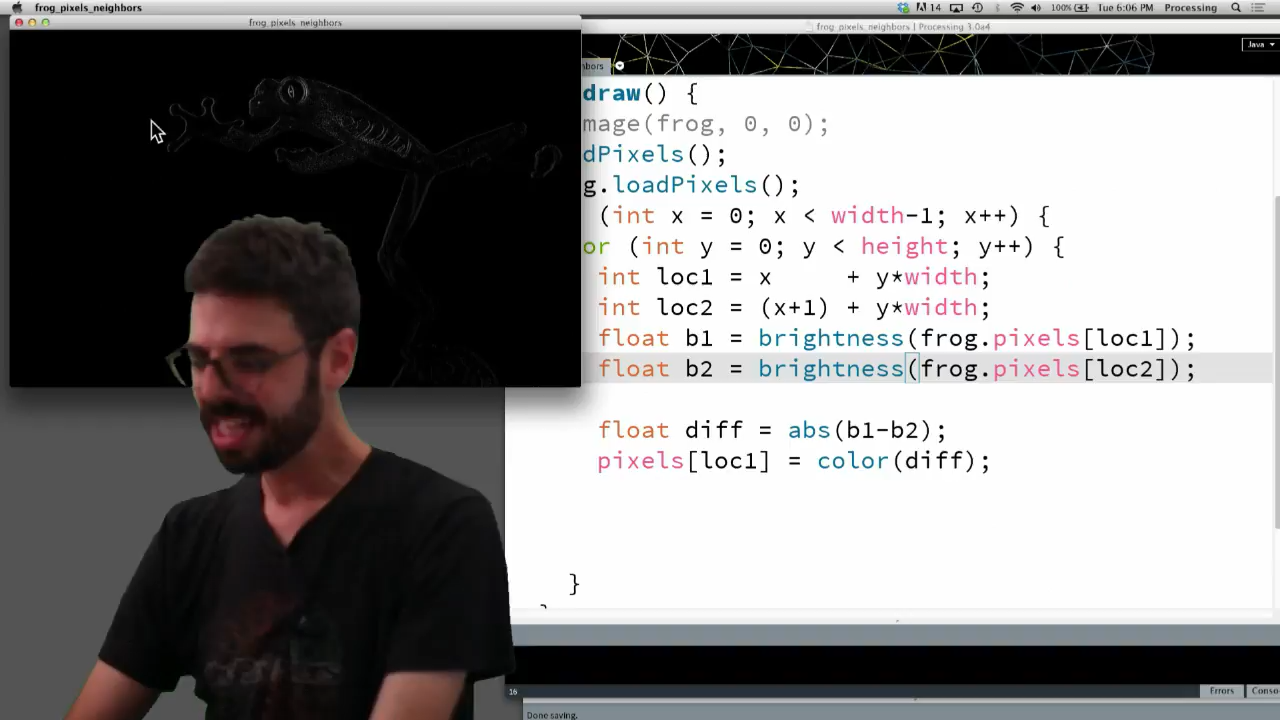 frog_pixels_neighbors
14
100%
Tue 6:06 PM
Processing
frog_pixels_neighbors
frog_pixels_neighbors | Processing 3.0a4
Java
bors
draw() {
mage(frog, 0, 0);
dPixels();
g.loadPixels();
(int x = 0; x < width-1; x++) {
or (int y = 0; y < height; y++) {
int loc1 = x + y*width;
int loc2 = (x+1) + y*width;
float b1 = brightness(frog.pixels[loc1]);
float b2 = brightness(frog.pixels[loc2]);
float diff = abs(b1-b2);
pixels[loc1] = color(diff);
}
16
Errors
Conso
Done saving.